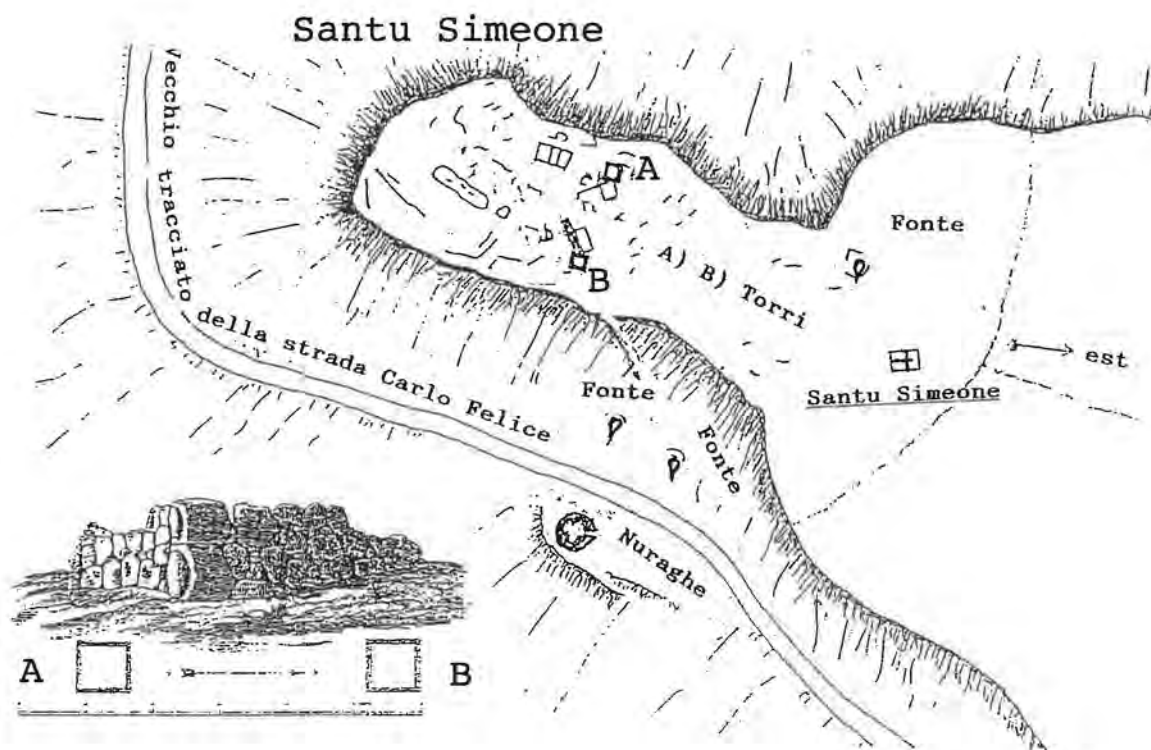 Santu Simeone
Vecchio tracciato
della strada Carlo Felice
A
B
A) B) Torri
Fonte
est
Santu Simeone
Fonte
Fonte
Nuraghe
A
B